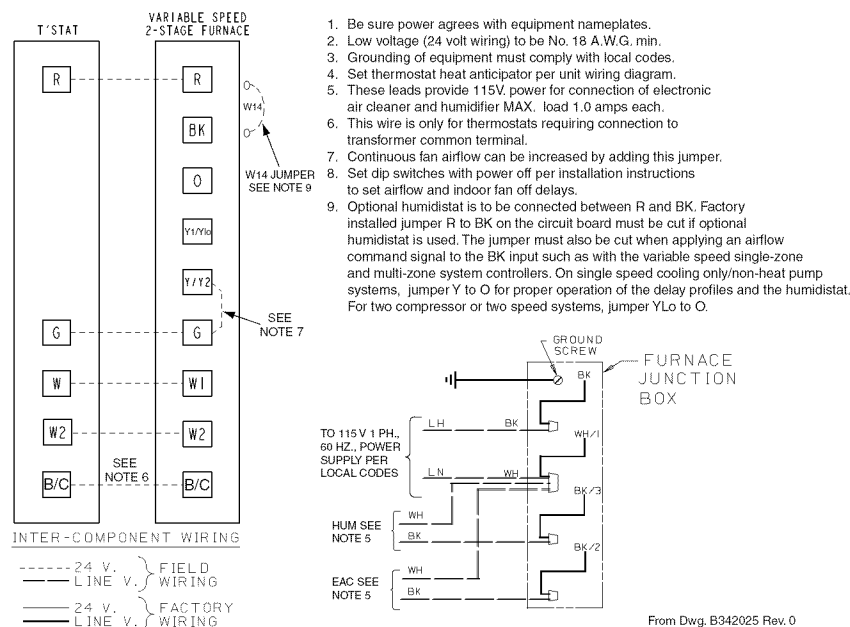 T'STAT
VARIABLE SPEED
2-STAGE FURNACE
R
R
W14
BK
W14 JUMPER
SEE NOTE 9
O
Y1/Ylo
Y/Y2
SEE
NOTE 7
G
G
W
W1
W2
W2
SEE
NOTE 6
B/C
B/C
INTER-COMPONENT WIRING
24 V.
LINE V.
FIELD
WIRING
24 V.
LINE V.
FACTORY
WIRING
1. Be sure power agrees with equipment nameplates.
2. Low voltage (24 volt wiring) to be No. 18 A.W.G. min.
3. Grounding of equipment must comply with local codes.
4. Set thermostat heat anticipator per unit wiring diagram.
5. These leads provide 115V. power for connection of electronic
air cleaner and humidifier MAX. load 1.0 amps each.
6. This wire is only for thermostats requiring connection to
transformer common terminal.
7. Continuous fan airflow can be increased by adding this jumper.
8. Set dip switches with power off per installation instructions
to set airflow and indoor fan off delays.
9. Optional humidistat is to be connected between R and BK. Factory
installed jumper R to BK on the circuit board must be cut if optional
humidistat is used. The jumper must also be cut when applying an airflow
command signal to the BK input such as with the variable speed single-zone
and multi-zone system controllers. On single speed cooling only/non-heat pump
systems, jumper Y to O for proper operation of the delay profiles and the humidistat.
For two compressor or two speed systems, jumper YLo to O.
GROUND
SCREW
FURNACE
JUNCTION
BOX
BK
TO 115 V 1 PH.,
60 HZ., POWER
SUPPLY PER
LOCAL CODES
LH
BK
WH/1
LN
WH
BK/3
HUM SEE
NOTE 5
WH
BK
BK/2
EAC SEE
NOTE 5
WH
BK
From Dwg. B342025 Rev. 0